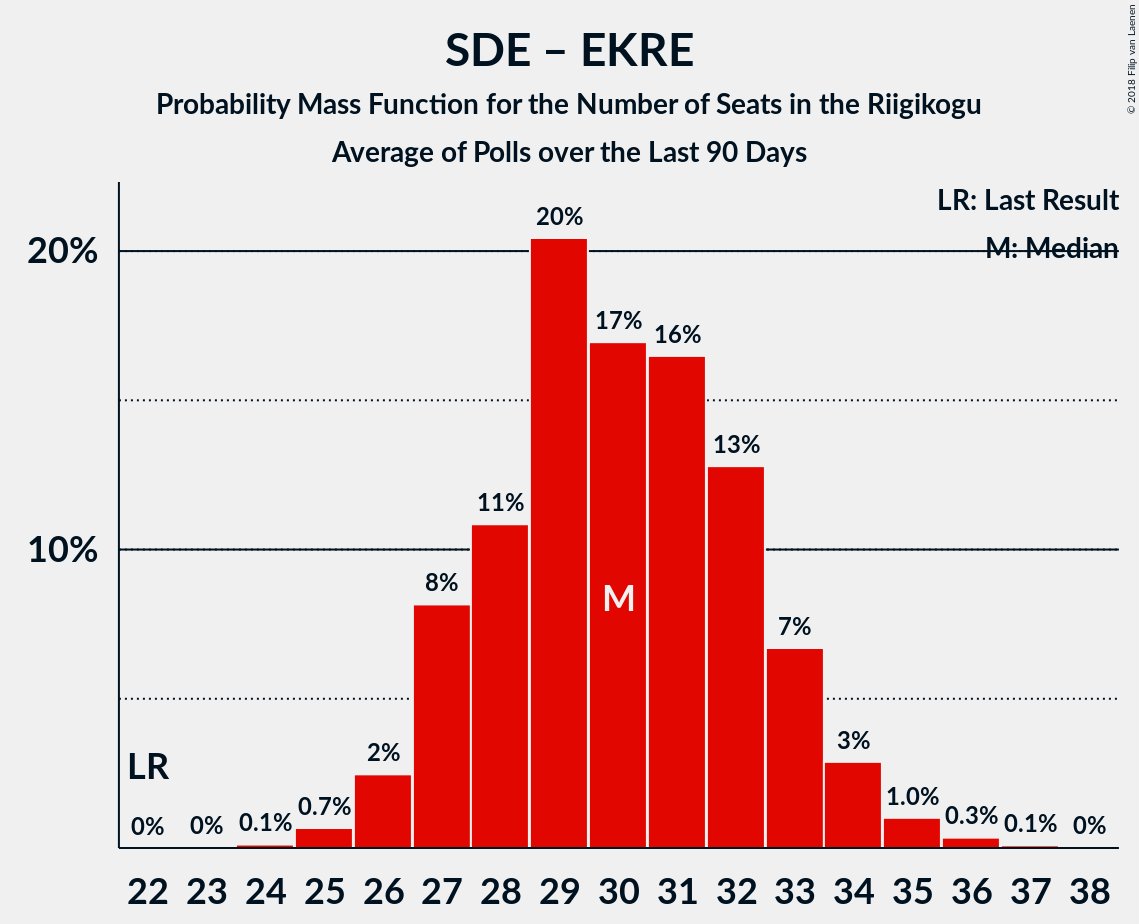 SDE – EKRE
Probability Mass Function for the Number of Seats in the Riigikogu
Average of Polls over the Last 90 Days
© 2018 Filip van Laenen
LR: Last Result
M: Median
20%
10%
LR
M
0%
0%
0.1%
0.7%
2%
8%
11%
20%
17%
16%
13%
7%
3%
1.0%
0.3%
0.1%
0%
22 23 24 25 26 27 28 29 30 31 32 33 34 35 36 37 38